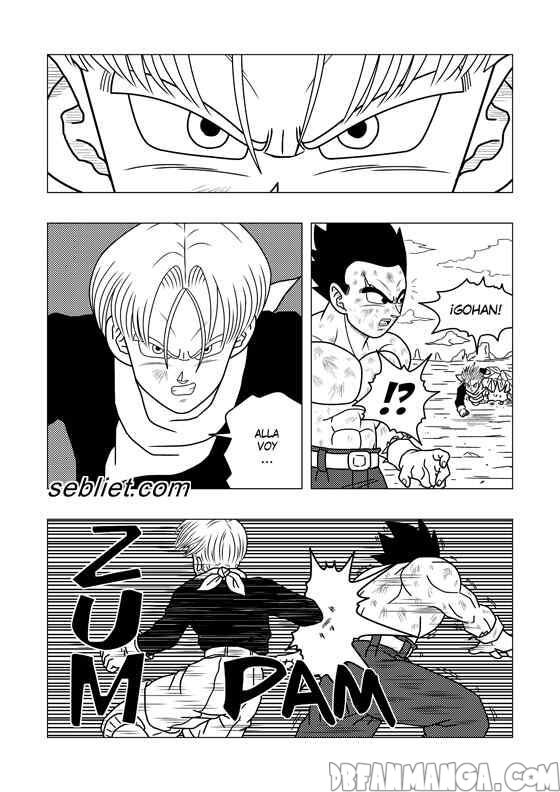 ALLA
VOY
...
¡GOHAN!
!?
sebliet.com
ZUM
PAM
DBFANMANGA.COM